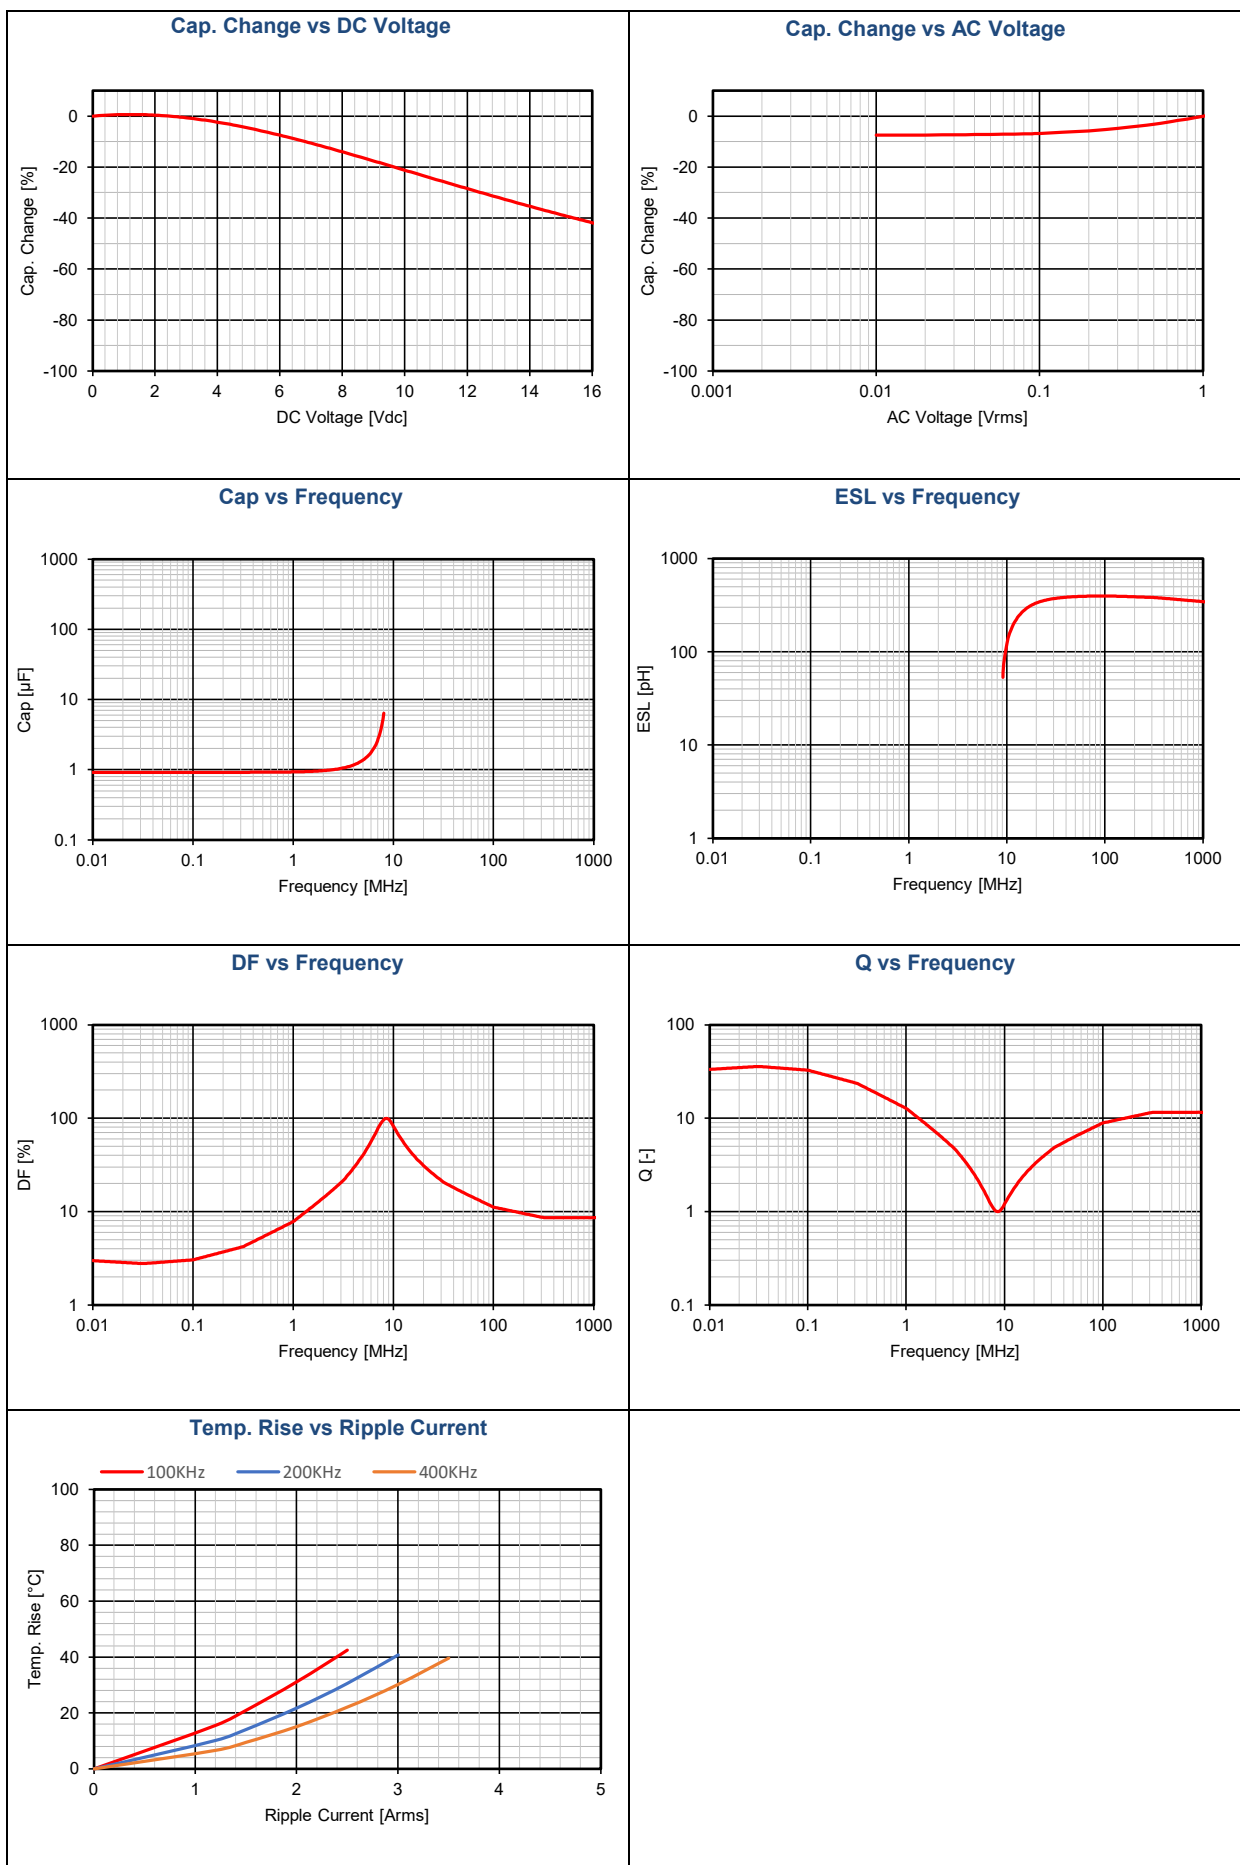 Cap. Change vs DC Voltage
Cap. Change [%]
0
-20
-40
-60
-80
-100
0 2 4 6 8 10 12 14 16
DC Voltage [Vdc]
Cap. Change vs AC Voltage
Cap. Change [%]
0
-20
-40
-60
-80
-100
0.001 0.01 0.1 1
AC Voltage [Vrms]
Cap vs Frequency
Cap [µF]
1000
100
10
1
0.1
0.01 0.1 1 10 100 1000
Frequency [MHz]
ESL vs Frequency
ESL [pH]
1000
100
10
1
0.01 0.1 1 10 100 1000
Frequency [MHz]
DF vs Frequency
DF [%]
1000
100
10
1
0.01 0.1 1 10 100 1000
Frequency [MHz]
Q vs Frequency
Q [-]
100
10
1
0.1
0.01 0.1 1 10 100 1000
Frequency [MHz]
Temp. Rise vs Ripple Current
100KHz 200KHz 400KHz
Temp. Rise [°C]
100
80
60
40
20
0
0 1 2 3 4 5
Ripple Current [Arms]